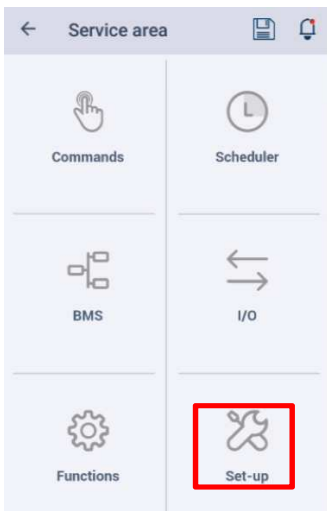 Service area
Commands
Scheduler
BMS
I/O
Functions
Set-up